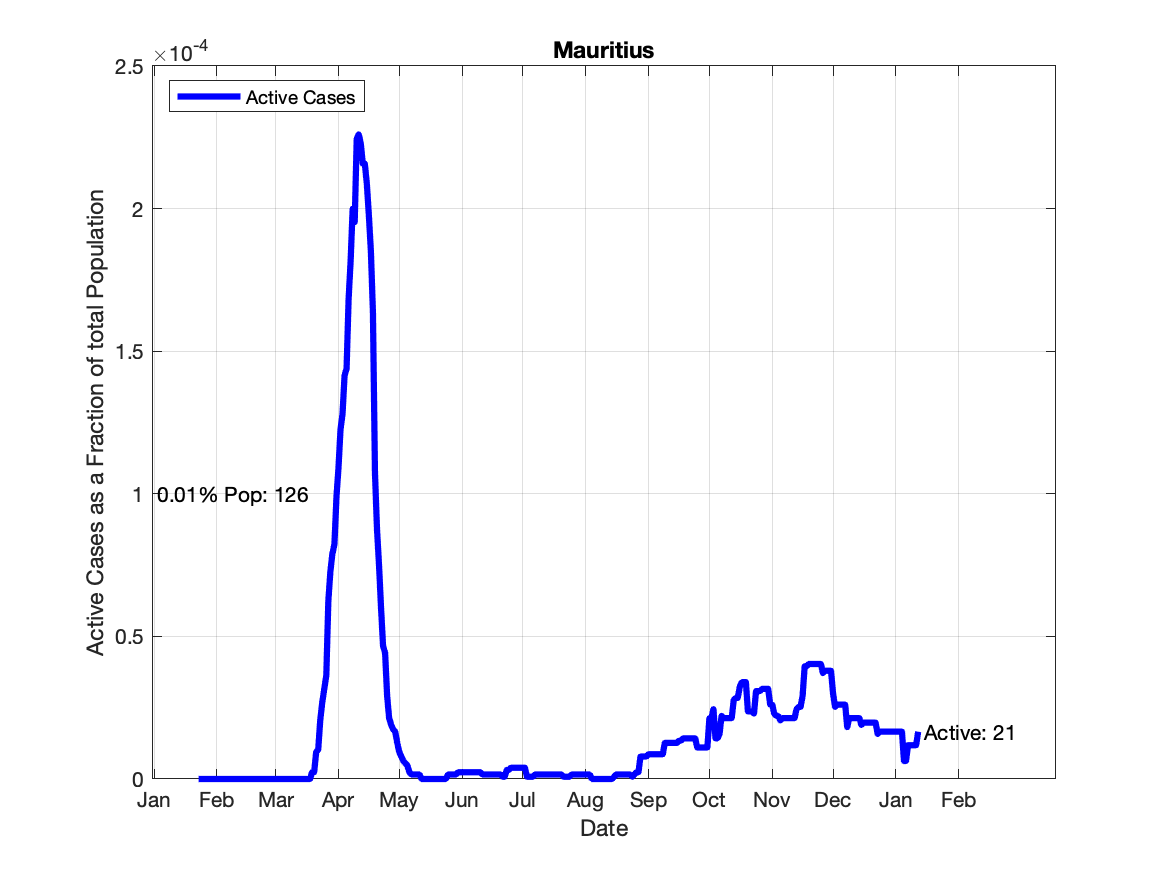 Mauritius
×10⁻⁴
2.5
Active Cases
2
1.5
1
0.01% Pop: 126
0.5
Active: 21
0
Jan Feb Mar Apr May Jun Jul Aug Sep Oct Nov Dec Jan Feb
Date
Active Cases as a Fraction of total Population